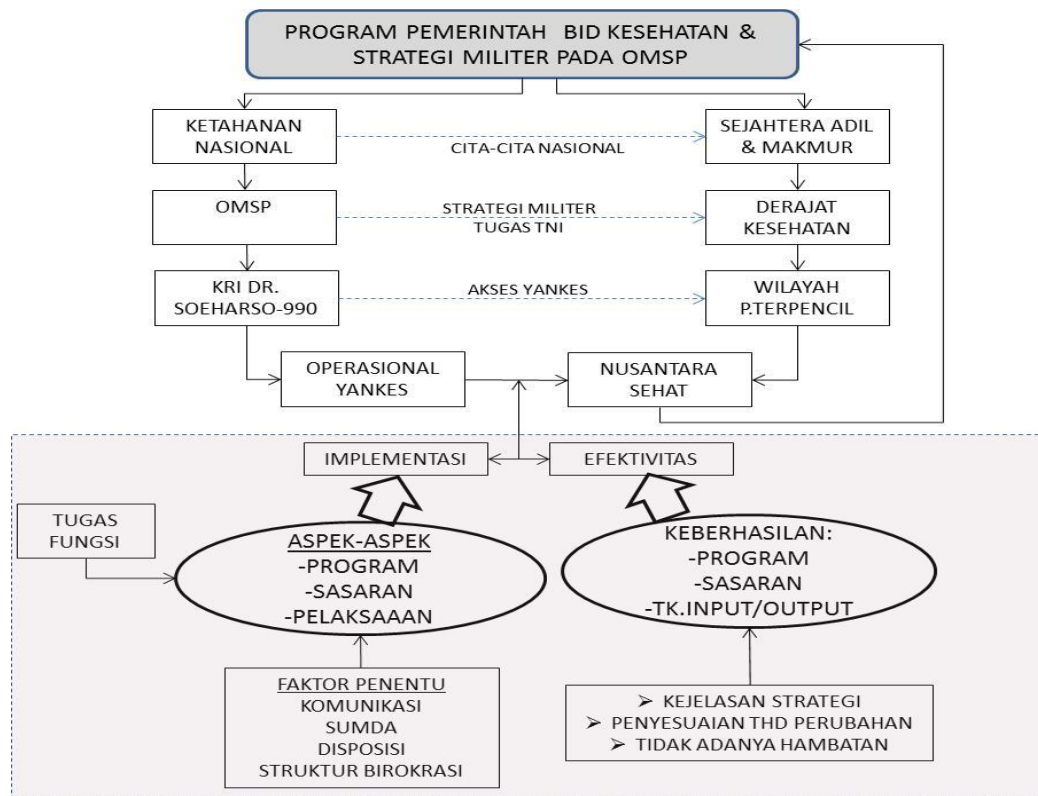 PROGRAM PEMERINTAH BID KESEHATAN &
STRATEGI MILITER PADA OMSP
KETAHANAN
NASIONAL
CITA-CITA NASIONAL
SEJAHTERA ADIL
& MAKMUR
OMSP
STRATEGI MILITER
TUGAS TNI
DERAJAT
KESEHATAN
KRI DR.
SOEHARSO-990
AKSES YANKES
WILAYAH
P.TERPENCIL
OPERASIONAL
YANKES
NUSANTARA
SEHAT
IMPLEMENTASI
EFEKTIVITAS
TUGAS
FUNGSI
ASPEK-ASPEK
-PROGRAM
-SASARAN
-PELAKSAAAN
KEBERHASILAN:
-PROGRAM
-SASARAN
-TK.INPUT/OUTPUT
FAKTOR PENENTU
KOMUNIKASI
SUMDA
DISPOSISI
STRUKTUR BIROKRASI
➢ KEJELASAN STRATEGI
➢ PENYESUAIAN THD PERUBAHAN
➢ TIDAK ADANYA HAMBATAN